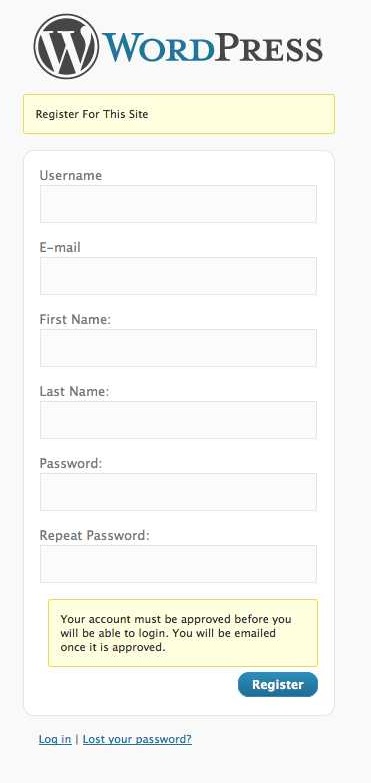 WORDPRESS
Register For This Site
Username
E-mail
First Name:
Last Name:
Password:
Repeat Password:
Your account must be approved before you
will be able to login. You will be emailed
once it is approved.
Register
Log in | Lost your password?